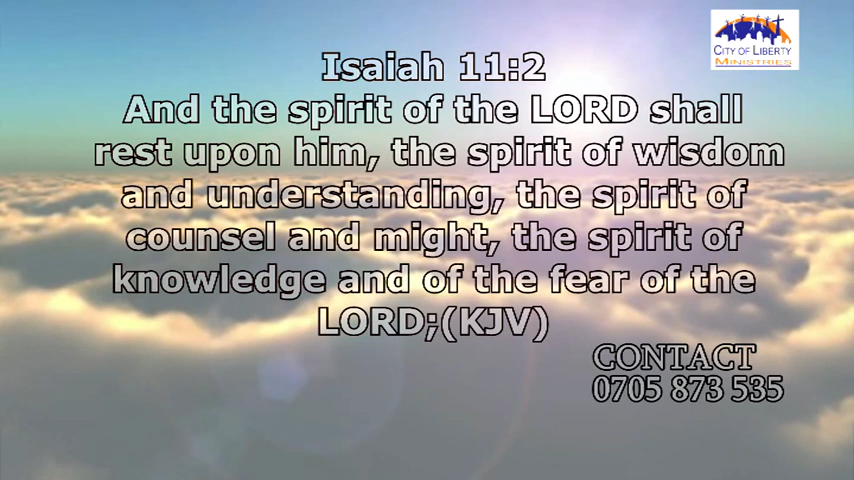 City of Liberty
Ministries
Isaiah 11:2
And the spirit of the LORD shall
rest upon him, the spirit of wisdom
and understanding, the spirit of
counsel and might, the spirit of
knowledge and of the fear of the
LORD;(KJV)
CONTACT
0705 873 535